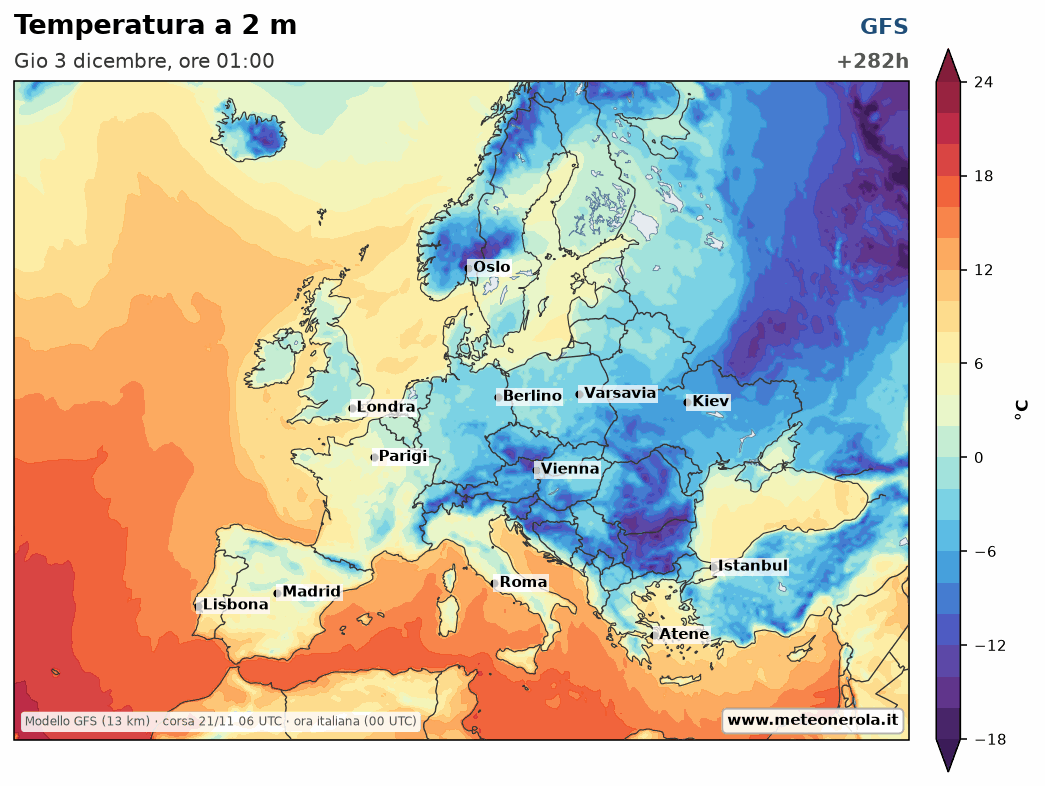 Temperatura a 2 m
GFS
Gio 3 dicembre, ore 01:00
+282h
24
18
12
6
0
−6
−12
−18
°C
Oslo
Londra
Berlino
Varsavia
Kiev
Parigi
Vienna
Istanbul
Roma
Madrid
Lisbona
Atene
Modello GFS (13 km) · corsa 21/11 06 UTC · ora italiana (00 UTC)
www.meteonerola.it